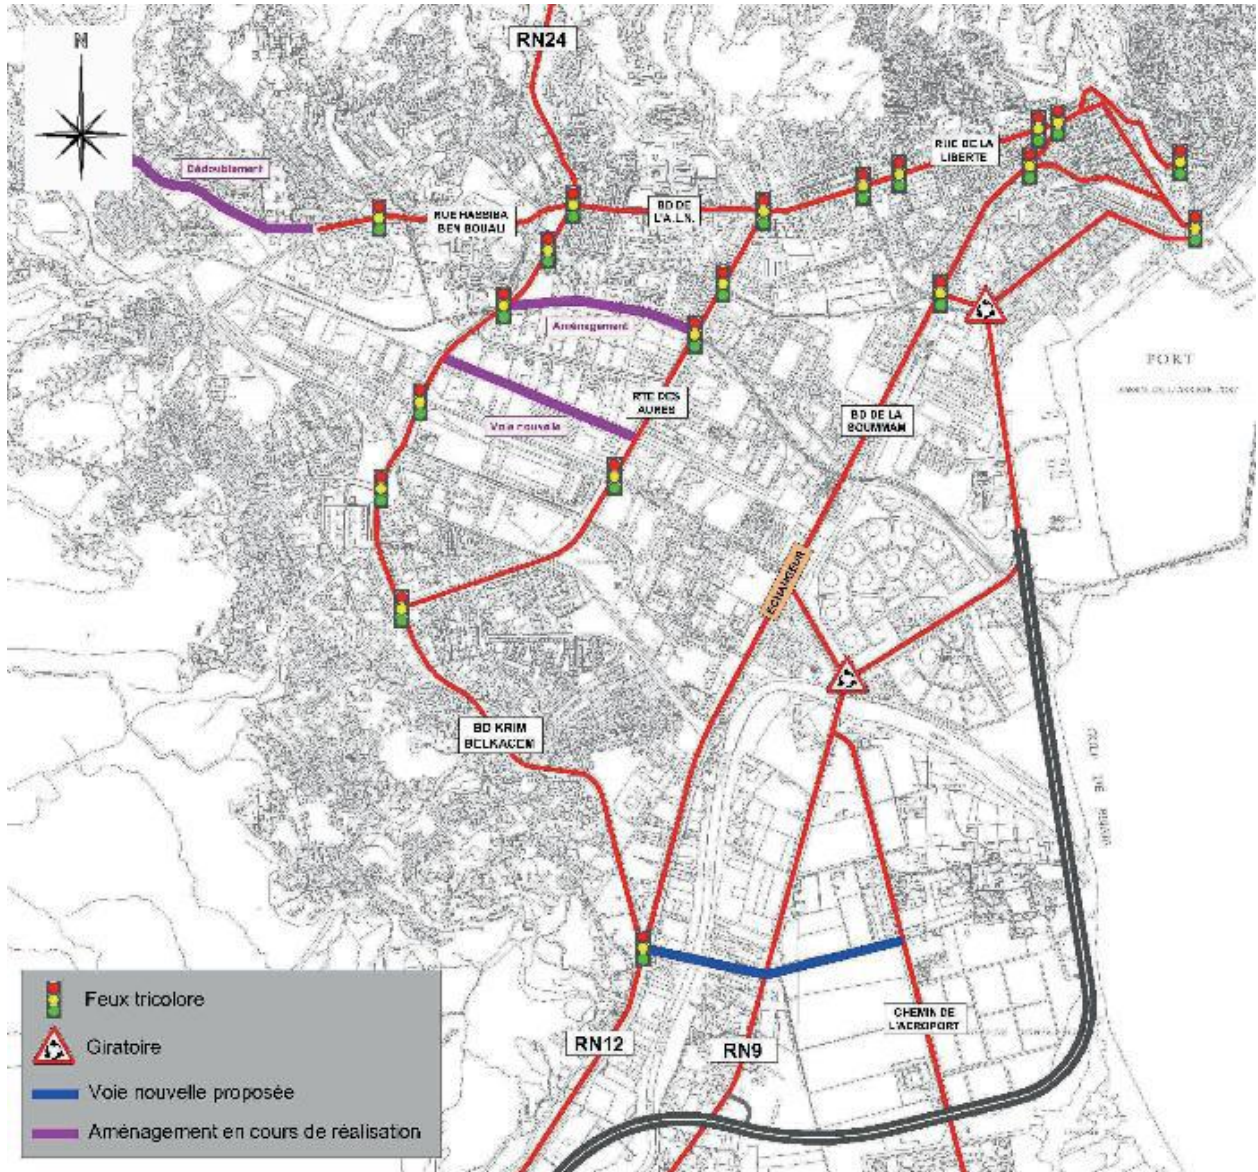 N
RN24
Dédoublement
RUE HASSIBA
BEN BOUALI
BD DE
L'A.L.N.
RUE DE LA
LIBERTE
Aménagement
PORT
RTE DES
AURES
BD DE LA
SOUMMAM
Voie nouvelle
ECHANGEUR
BD KRIM
BELKACEM
CHEMIN DE
L'AEROPORT
RN12
RN9
Feux tricolore
Giratoire
Voie nouvelle proposée
Aménagement en cours de réalisation